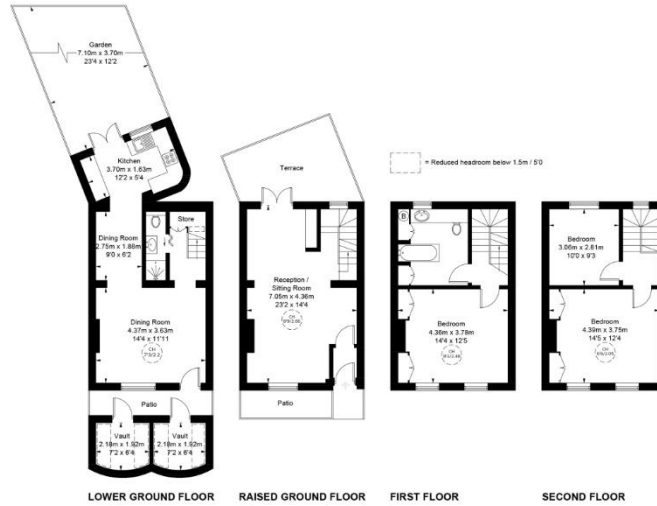 Garden
7.10m x 3.70m
23'4 x 12'2
Kitchen
3.70m x 1.63m
12'2 x 5'4
Dining Room
2.75m x 1.88m
9'0 x 6'2
Store
Dining Room
4.37m x 3.63m
14'4 x 11'11
CH
Patio
Vault
2.18m x 1.92m
7'2 x 6'4
Vault
2.18m x 1.92m
7'2 x 6'4
LOWER GROUND FLOOR
Terrace
Reception /
Sitting Room
7.05m x 4.36m
23'2 x 14'4
CH
Patio
RAISED GROUND FLOOR
= Reduced headroom below 1.5m / 5'0
B
Bedroom
4.36m x 3.78m
14'4 x 12'5
CH
FIRST FLOOR
Bedroom
3.06m x 2.81m
10'0 x 9'3
Bedroom
4.39m x 3.75m
14'5 x 12'4
CH
SECOND FLOOR